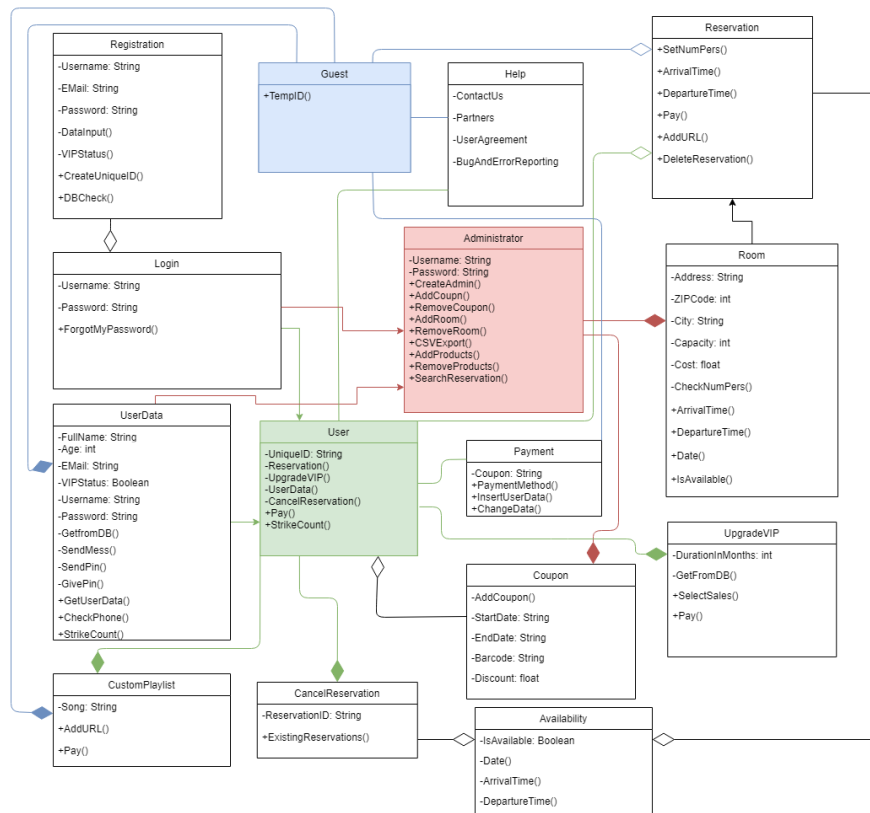 Registration
-Username: String
-EMail: String
-Password: String
-DataInput()
-VIPStatus()
+CreateUniqueID()
+DBCheck()
Guest
+TempID()
Help
-ContactUs
-Partners
-UserAgreement
-BugAndErrorReporting
Reservation
+SetNumPers()
+ArrivalTime()
+DepartureTime()
+Pay()
+AddURL()
+DeleteReservation()
Login
-Username: String
-Password: String
+ForgotMyPassword()
Administrator
-Username: String
-Password: String
+CreateAdmin()
+AddCoupn()
+RemoveCoupon()
+AddRoom()
+RemoveRoom()
+CSVExport()
+AddProducts()
+RemoveProducts()
+SearchReservation()
Room
-Address: String
-ZIPCode: int
-City: String
-Capacity: int
-Cost: float
-CheckNumPers()
+ArrivalTime()
+DepartureTime()
+Date()
+IsAvailable()
UserData
-FullName: String
-Age: int
-EMail: String
-VIPStatus: Boolean
-Username: String
-Password: String
-GetfromDB()
-SendMess()
-SendPin()
-GivePin()
+GetUserData()
+CheckPhone()
+StrikeCount()
User
-UniqueID: String
-Reservation()
-UpgradeVIP()
-UserData()
-CancelReservation()
+Pay()
+StrikeCount()
Payment
-Coupon: String
+PaymentMethod()
+InsertUserData()
+ChangeData()
UpgradeVIP
-DurationInMonths: int
-GetFromDB()
+SelectSales()
+Pay()
Coupon
-AddCoupon()
-StartDate: String
-EndDate: String
-Barcode: String
-Discount: float
CustomPlaylist
-Song: String
+AddURL()
+Pay()
CancelReservation
-ReservationID: String
+ExistingReservations()
Availability
-IsAvailable: Boolean
-Date()
-ArrivalTime()
-DepartureTime()